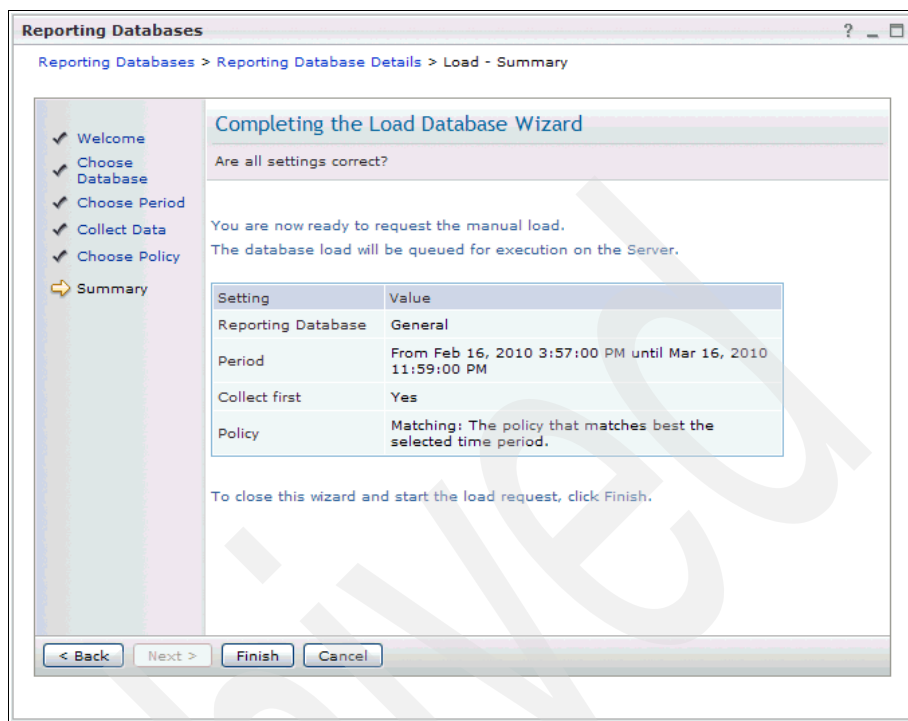 Reporting Databases
?
Reporting Databases > Reporting Database Details > Load - Summary
Welcome
Choose
Database
Choose Period
Collect Data
Choose Policy
Summary
Completing the Load Database Wizard
Are all settings correct?
You are now ready to request the manual load.
The database load will be queued for execution on the Server.
Setting Value
Reporting Database General
Period From Feb 16, 2010 3:57:00 PM until Mar 16, 2010
11:59:00 PM
Collect first Yes
Policy Matching: The policy that matches best the
selected time period.
To close this wizard and start the load request, click Finish.
< Back Next > Finish Cancel